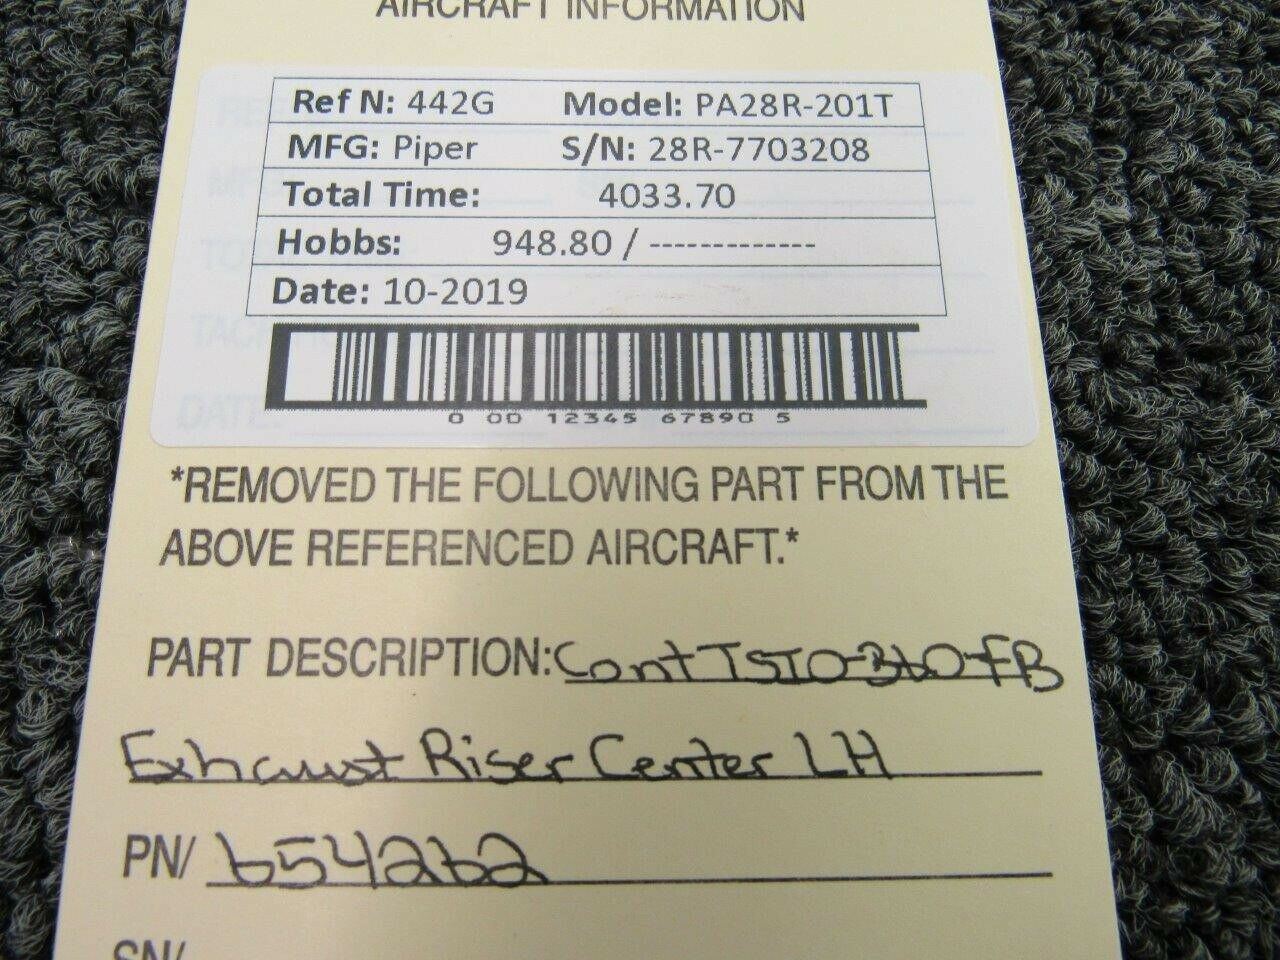 AIRCRAFT INFORMATION
Ref N: 442G Model: PA28R-201T
MFG: Piper S/N: 28R-7703208
Total Time: 4033.70
Hobbs: 948.80 / -------------
Date: 10-2019
0 00 12345 67890 5
*REMOVED THE FOLLOWING PART FROM THE
ABOVE REFERENCED AIRCRAFT.*
PART DESCRIPTION: Cont TSIO-360-FB
Exhaust Riser Center LH
PN/ 654262
SN/